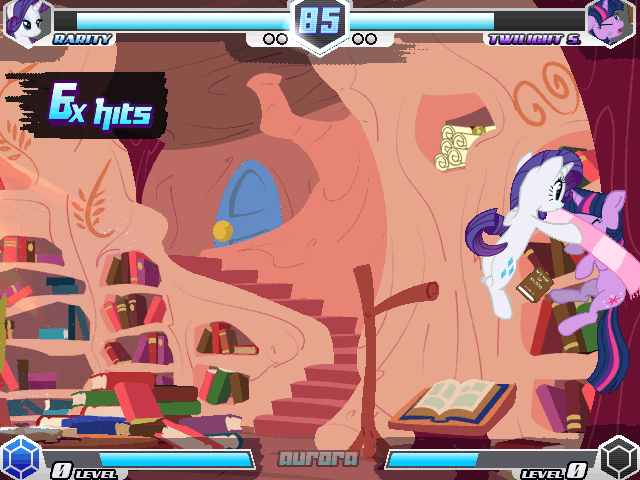 85
RARITY
TWILIGHT S.
6x hits
0 LEVEL
aurora
LEVEL 0